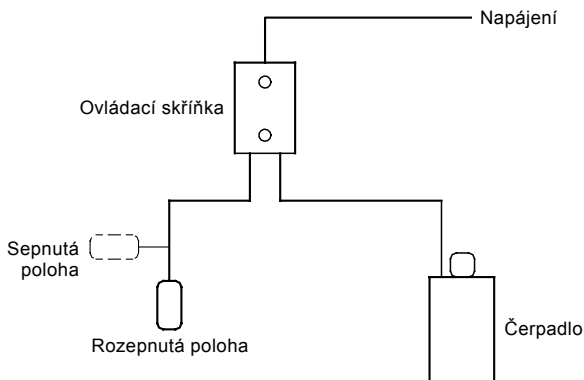 Napájení
Ovládací skříňka
Sepnutá
poloha
Rozepnutá poloha
Čerpadlo